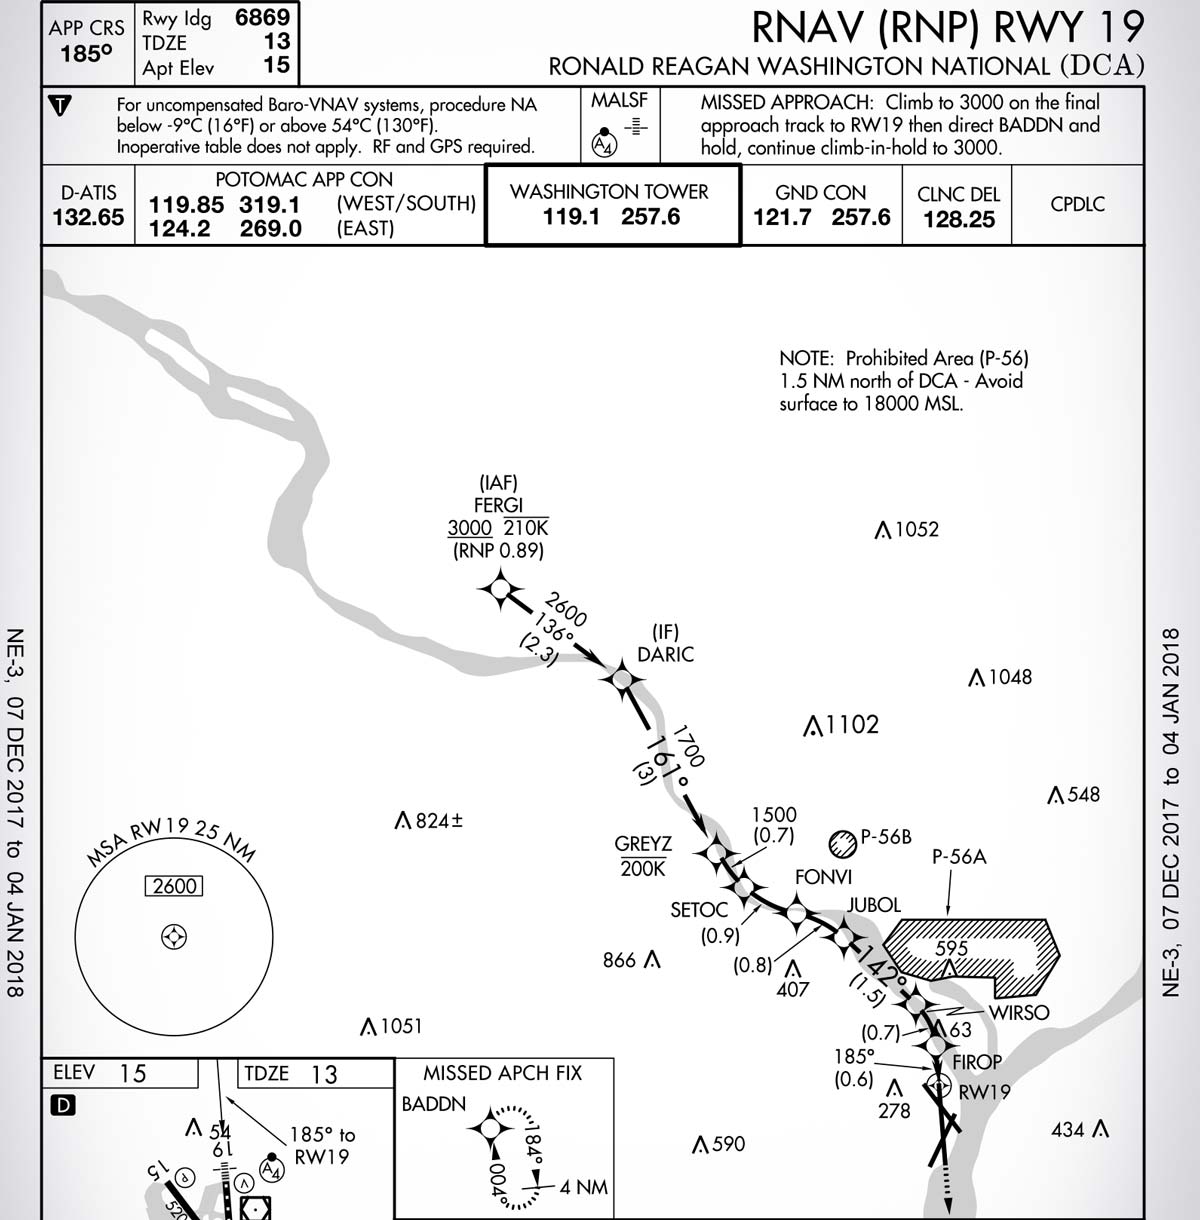 APP CRS
185°
Rwy Idg 6869
TDZE 13
Apt Elev 15
RNAV (RNP) RWY 19
RONALD REAGAN WASHINGTON NATIONAL (DCA)
T
For uncompensated Baro-VNAV systems, procedure NA
below -9°C (16°F) or above 54°C (130°F).
Inoperative table does not apply. RF and GPS required.
MALSF
A4
MISSED APPROACH: Climb to 3000 on the final
approach track to RW19 then direct BADDN and
hold, continue climb-in-hold to 3000.
D-ATIS
132.65
POTOMAC APP CON
119.85 319.1 (WEST/SOUTH)
124.2 269.0 (EAST)
WASHINGTON TOWER
119.1 257.6
GND CON
121.7 257.6
CLNC DEL
128.25
CPDLC
NOTE: Prohibited Area (P-56)
1.5 NM north of DCA - Avoid
surface to 18000 MSL.
(IAF)
FERGI
3000 210K
(RNP 0.89)
1052
2600
136°
(2.3)
(IF)
DARIC
1048
1102
1700
161°
(3)
548
824±
1500
(0.7)
GREYZ
200K
P-56B
P-56A
FONVI
SETOC
(0.9)
JUBOL
(0.8)
866
407
142°
(1.5)
595
WIRSO
(0.7)
63
185°
(0.6)
FIROP
RW19
278
434
590
1051
MSA RW19 25 NM
2600
NE-3, 07 DEC 2017 to 04 JAN 2018
NE-3, 07 DEC 2017 to 04 JAN 2018
ELEV 15
TDZE 13
D
54
19
185° to
RW19
A4
15
P
V
520
MISSED APCH FIX
BADDN
184°
004°
4 NM